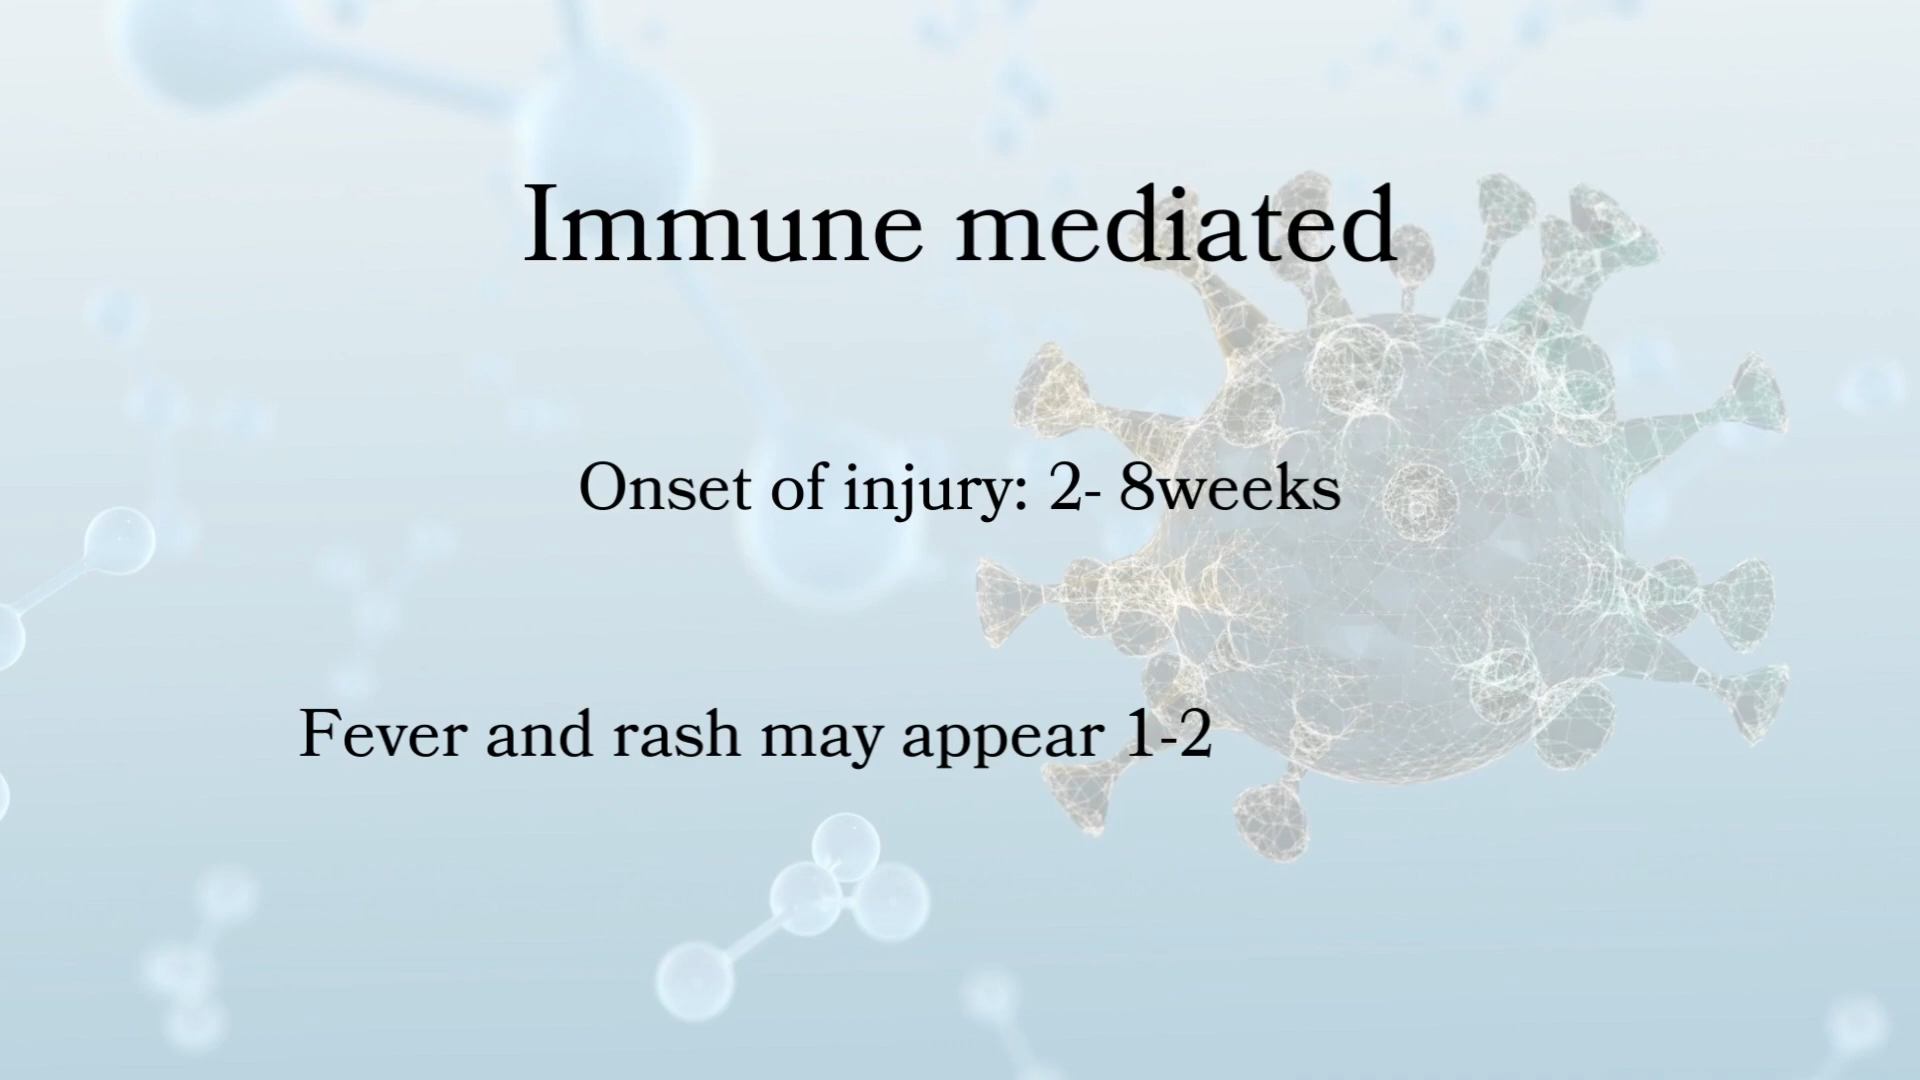 Immune mediated
Onset of injury: 2- 8weeks
Fever and rash may appear 1-2